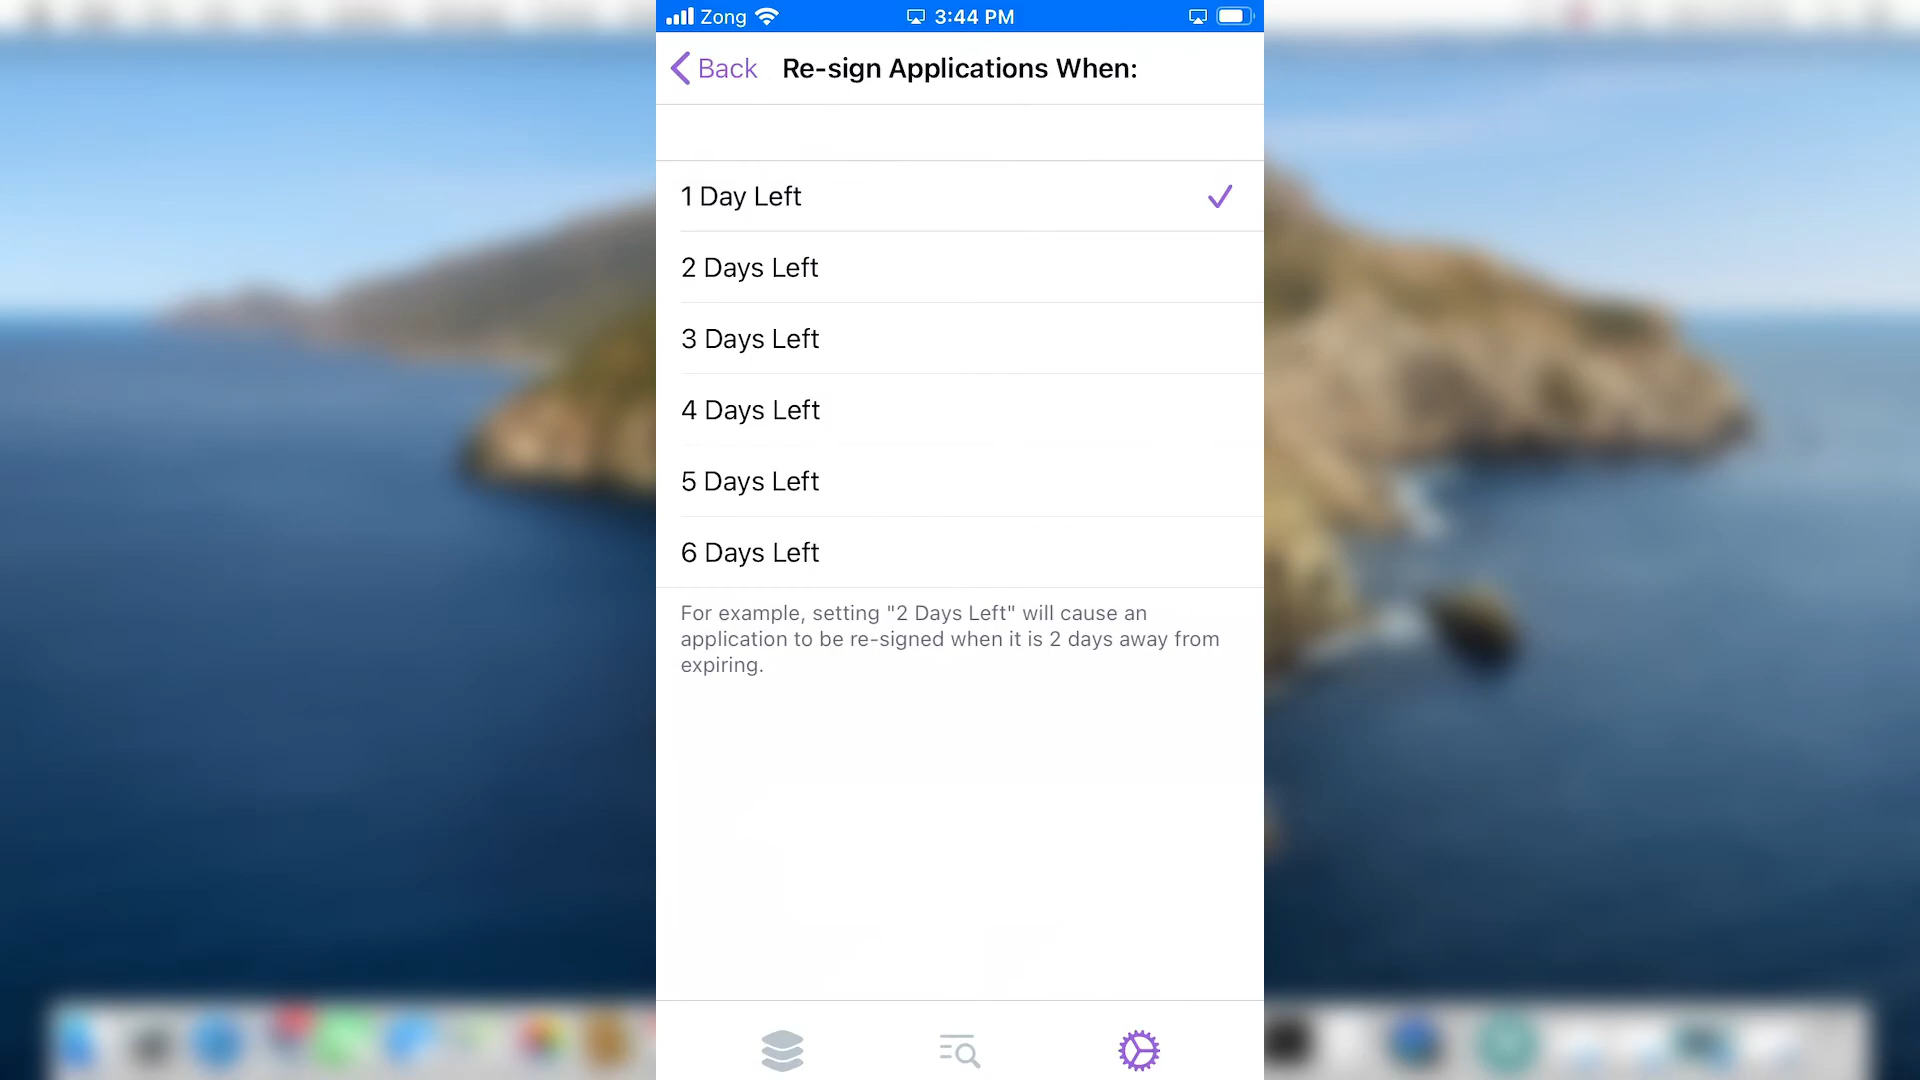 Zong
3:44 PM
Back
Re-sign Applications When:
1 Day Left
2 Days Left
3 Days Left
4 Days Left
5 Days Left
6 Days Left
For example, setting "2 Days Left" will cause an
application to be re-signed when it is 2 days away from
expiring.